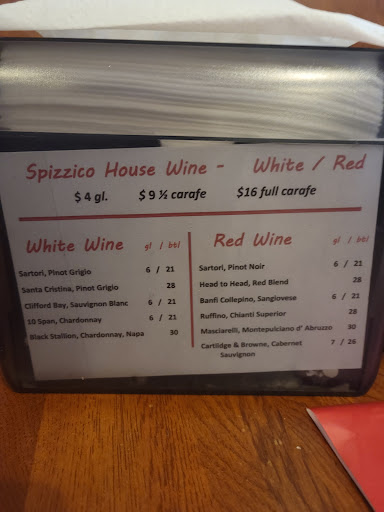 Spizzico House Wine - White / Red
$ 4 gl. $ 9 ½ carafe $16 full carafe
White Wine gl / btl
Sartori, Pinot Grigio 6 / 21
Santa Cristina, Pinot Grigio 28
Clifford Bay, Sauvignon Blanc 6 / 21
10 Span, Chardonnay 6 / 21
Black Stallion, Chardonnay, Napa 30
Red Wine gl / btl
Sartori, Pinot Noir 6 / 21
Head to Head, Red Blend 28
Banfi Collepino, Sangiovese 6 / 21
Ruffino, Chianti Superior 28
Masciarelli, Montepulciano d' Abruzzo 30
Cartlidge & Browne, Cabernet 7 / 26
Sauvignon